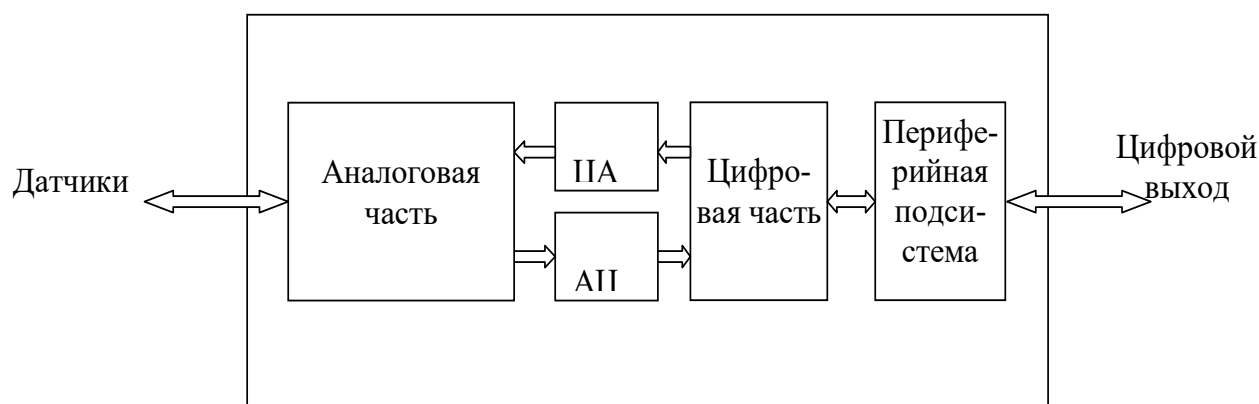 Датчики
Аналоговая
часть
ЦА
АЦ
Цифро-
вая часть
Перифе-
рийная
подси-
стема
Цифровой
выход